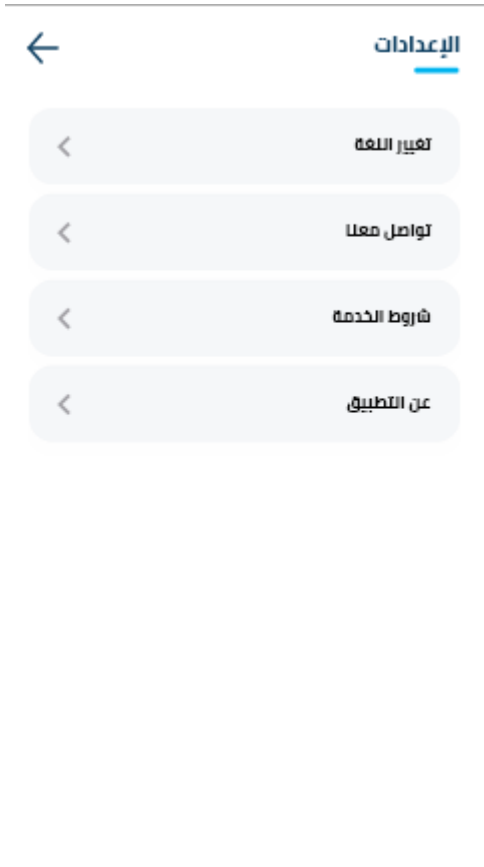 الإعدادات
تغيير اللغة
تواصل معنا
شروط الخدمة
عن التطبيق